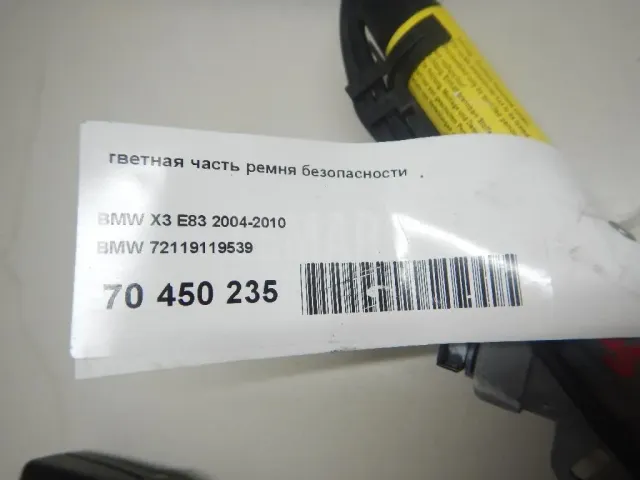 гветная часть ремня безопасности .
BMW X3 E83 2004-2010
BMW 72119119539
70 450 235